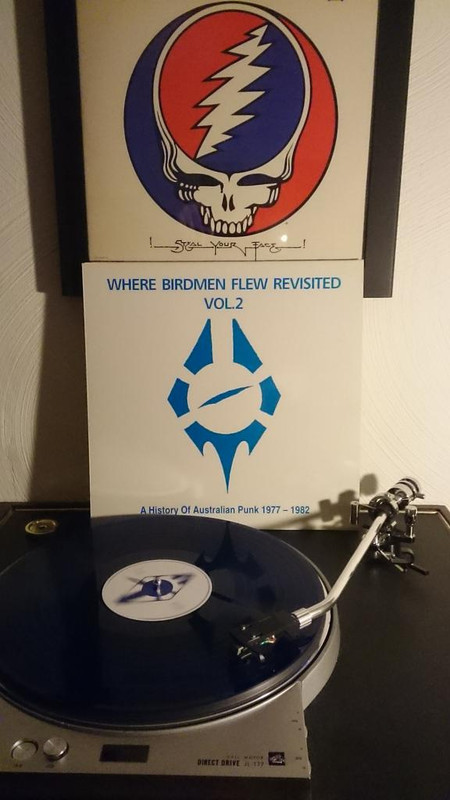 STEAL YOUR FACE
WHERE BIRDMEN FLEW REVISITED
VOL.2
A History Of Australian Punk 1977 – 1982
DIRECT DRIVE